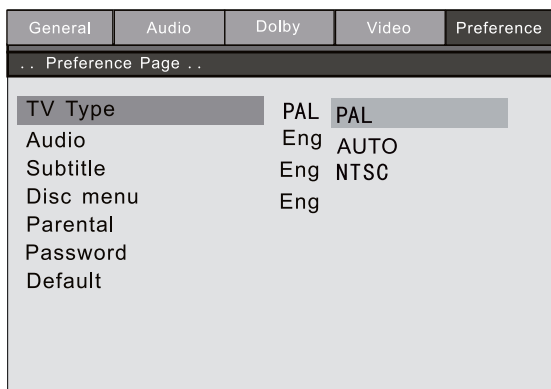 General Audio Dolby Video Preference
.. Preference Page ..
TV Type PAL PAL
Audio Eng AUTO
Subtitle Eng NTSC
Disc menu Eng
Parental
Password
Default